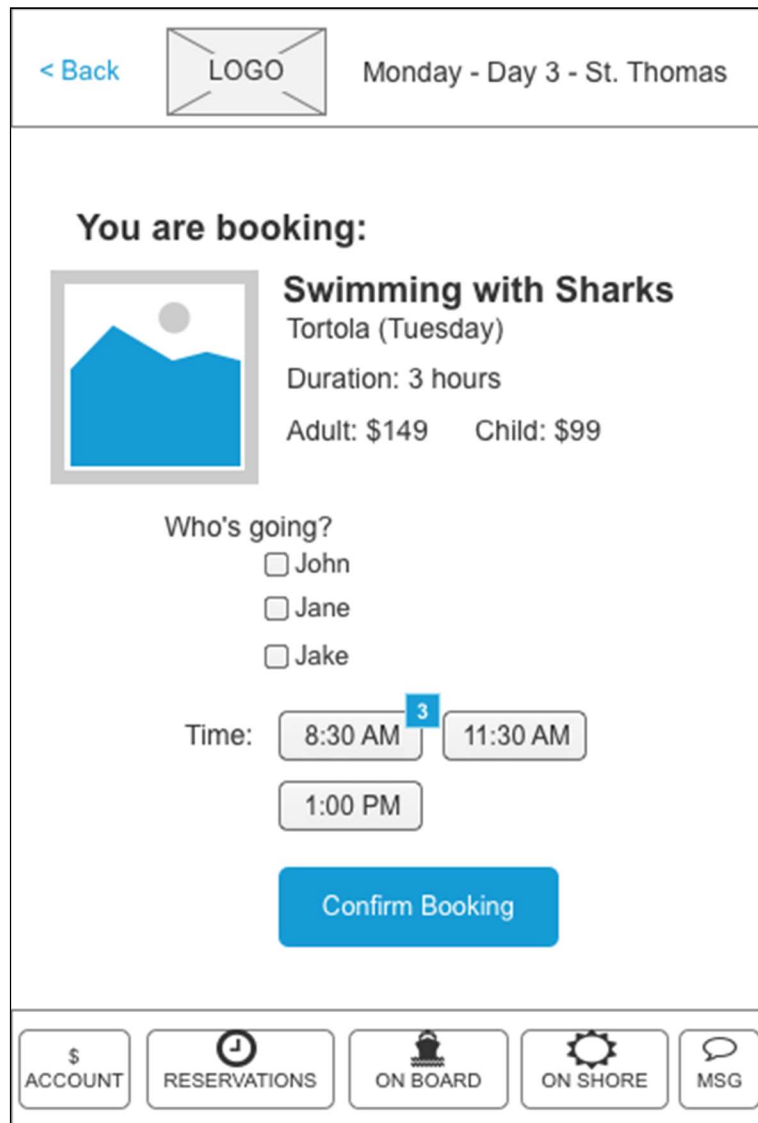 < Back LOGO Monday - Day 3 - St. Thomas
You are booking:
Swimming with Sharks
Tortola (Tuesday)
Duration: 3 hours
Adult: $149 Child: $99
Who's going?
John
Jane
Jake
3
Time: 8:30 AM 11:30 AM
1:00 PM
Confirm Booking
$
ACCOUNT RESERVATIONS ON BOARD ON SHORE MSG